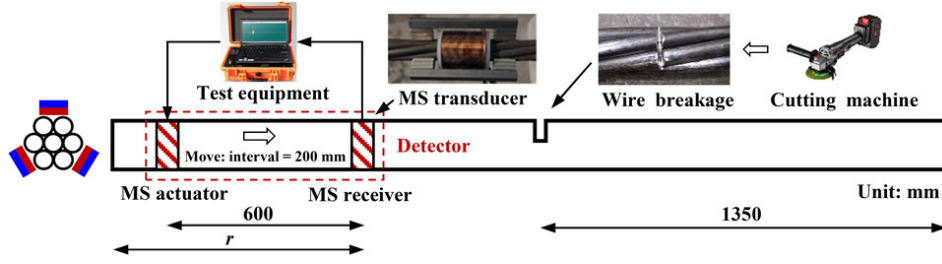 Test equipment
MS transducer
Wire breakage
Cutting machine
Move: interval = 200 mm
Detector
MS actuator
MS receiver
Unit: mm
600
1350
r